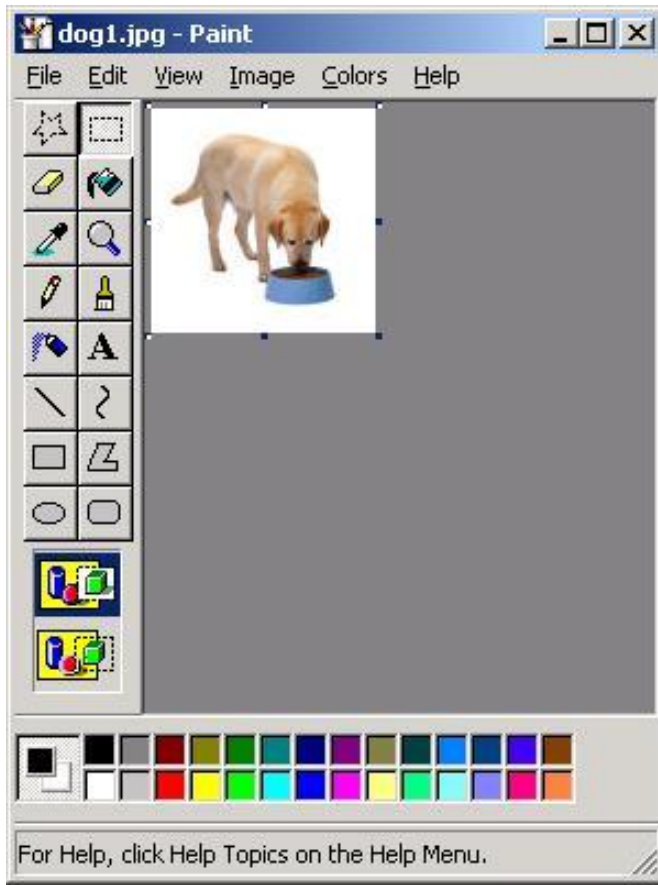 dog1.jpg - Paint
File Edit View Image Colors Help
A
For Help, click Help Topics on the Help Menu.